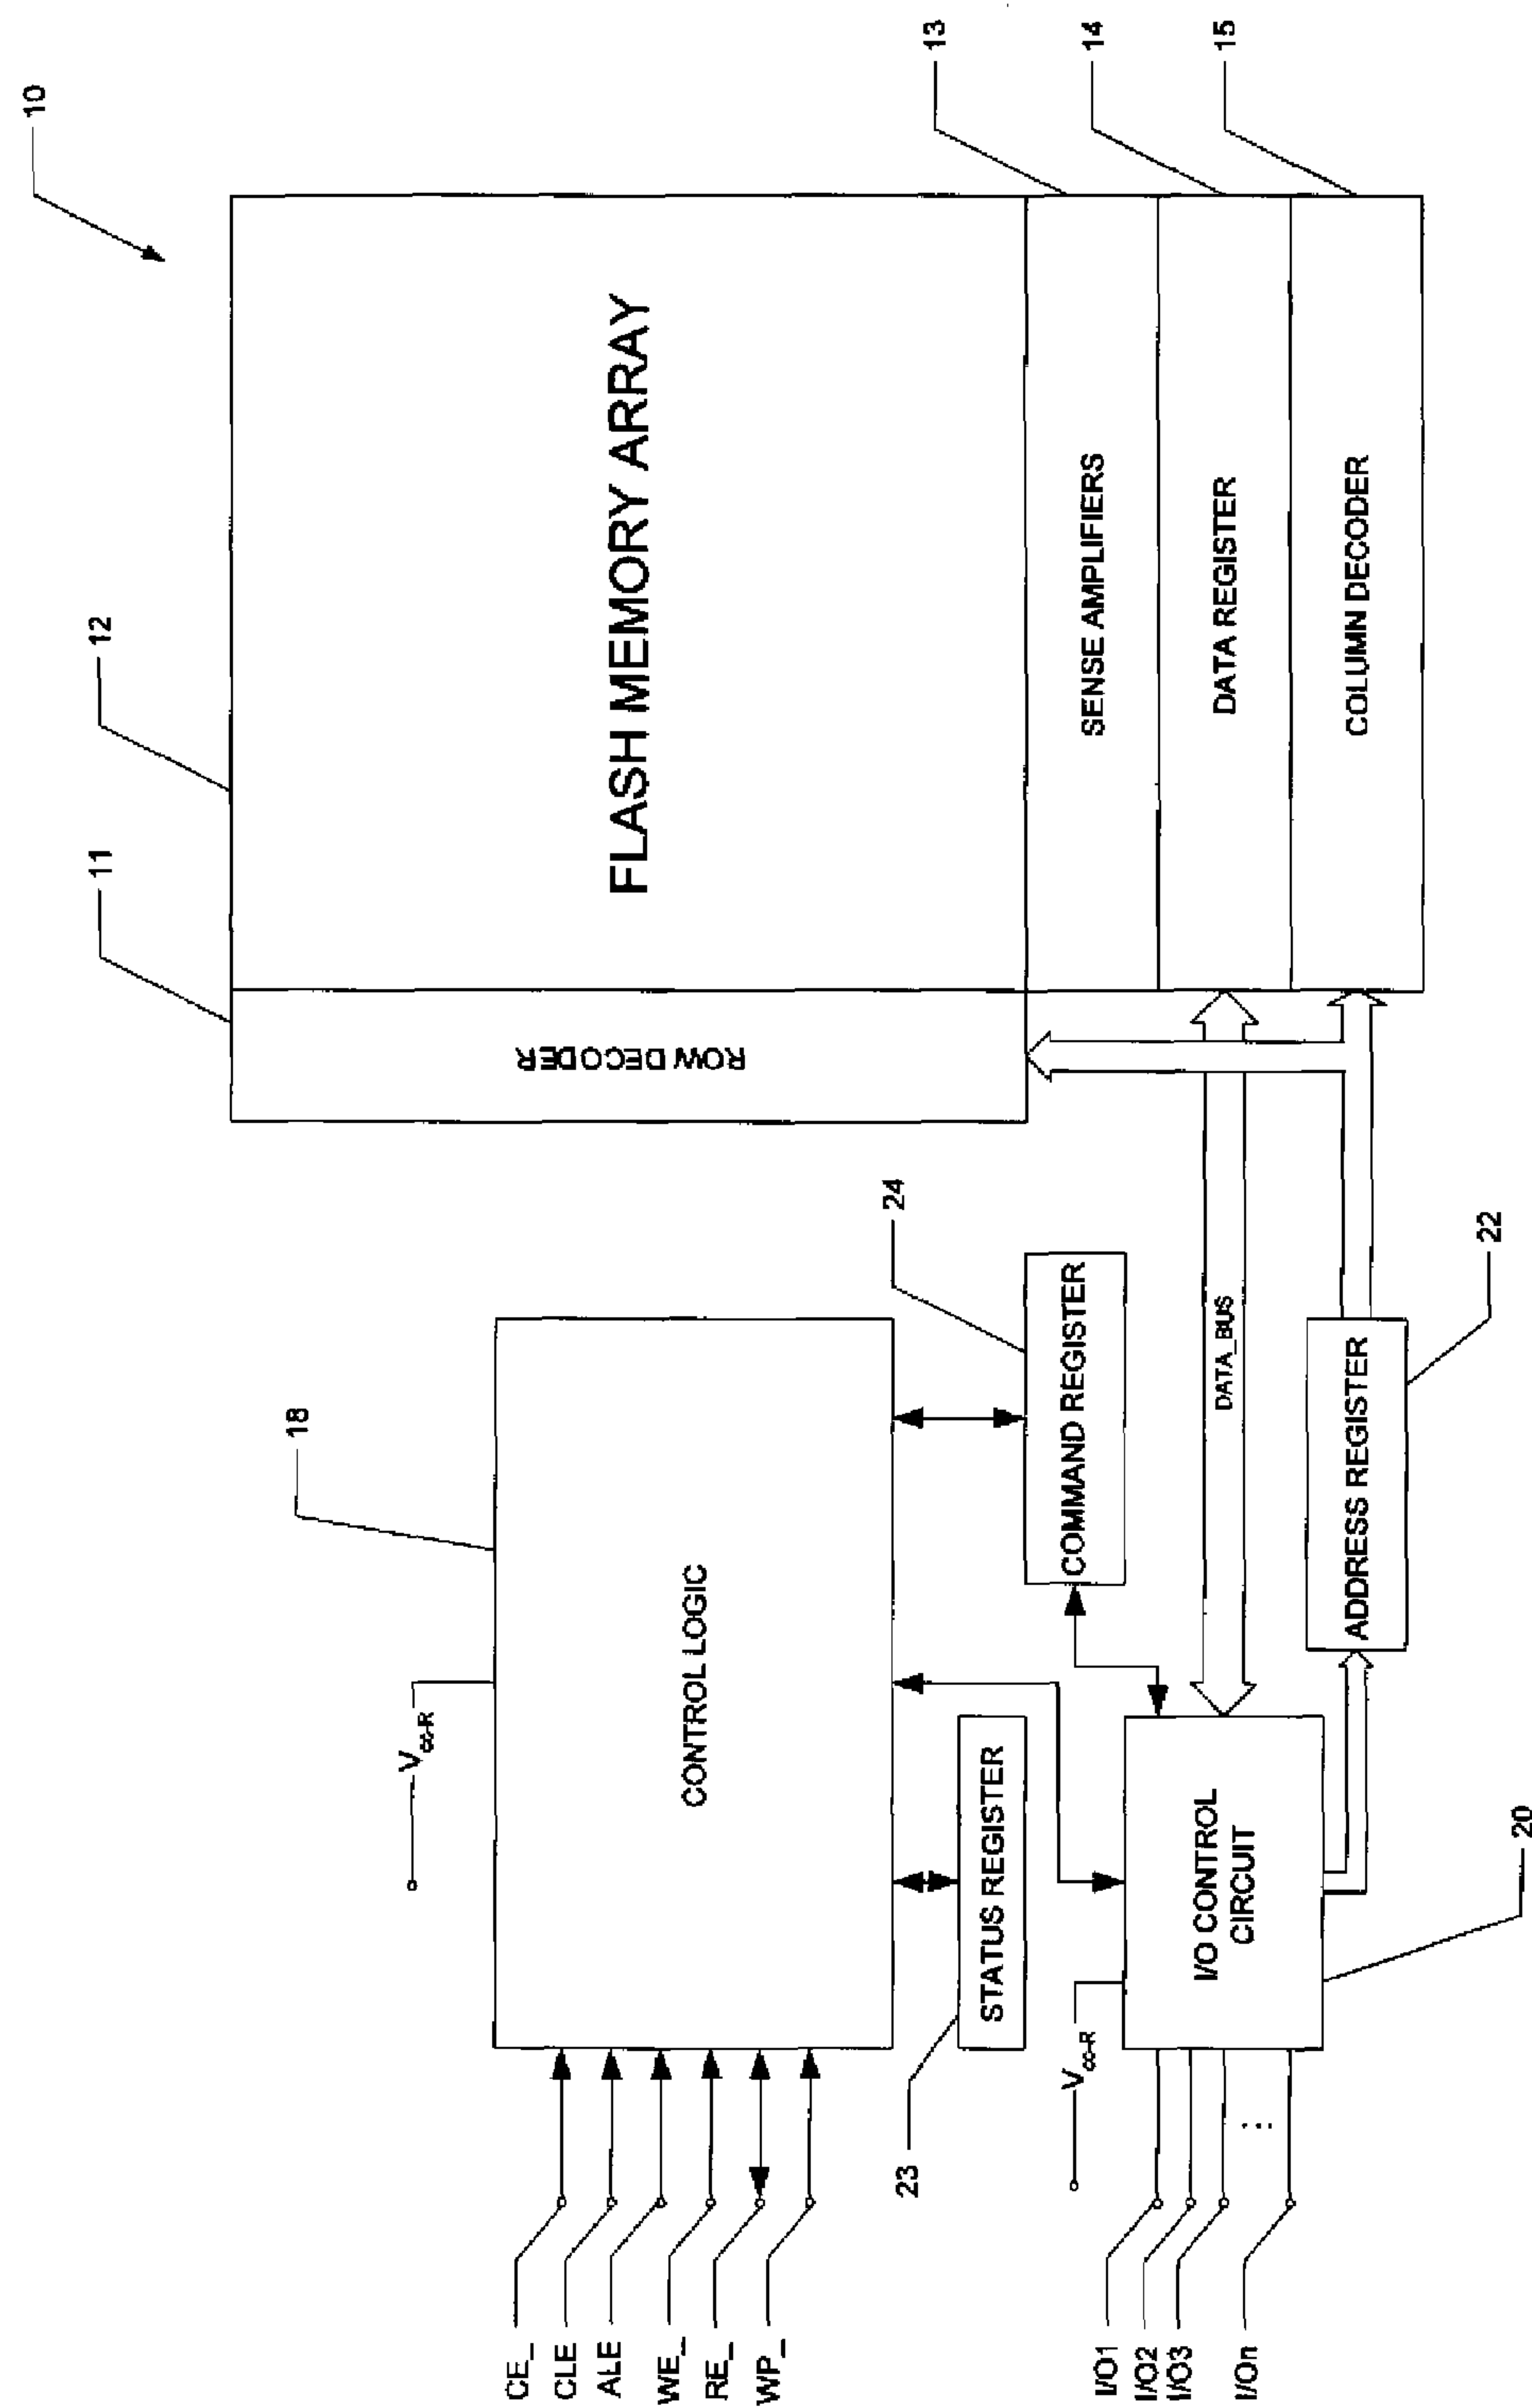 10
12
11
FLASH MEMORY ARRAY
ROW DECODER
SENSE AMPLIFIERS
DATA REGISTER
COLUMN DECODER
13
14
15
18
V_cc-R
CONTROL LOGIC
CE_
CLE
ALE
WE_
RE_
WP_
STATUS REGISTER
23
COMMAND REGISTER
24
DATA_BUS
V_cc-R
I/O CONTROL
CIRCUIT
I/O1
I/O2
I/O3
⋮
I/On
ADDRESS REGISTER
22
20